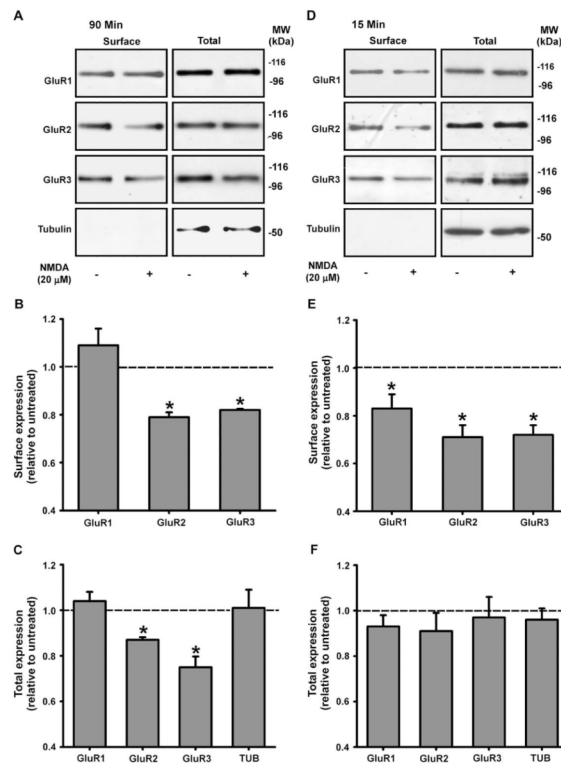 A
90 Min
Surface Total MW (kDa)
GluR1 -116
-96
GluR2 -116
-96
GluR3 -116
-96
Tubulin -50
NMDA (20 µM) - +
D
15 Min
Surface Total MW (kDa)
GluR1 -116
-96
GluR2 -116
-96
GluR3 -116
-96
Tubulin -50
NMDA (20 µM) - +
B
Surface expression
(relative to untreated)
1.2
1.0
0.8
0.6
0.4
* *
GluR1 GluR2 GluR3
E
Surface expression
(relative to untreated)
1.2
1.0
0.8
0.6
0.4
* * *
GluR1 GluR2 GluR3
C
Total expression
(relative to untreated)
1.2
1.0
0.8
0.6
0.4
* *
GluR1 GluR2 GluR3 TUB
F
Total expression
(relative to untreated)
1.2
1.0
0.8
0.6
0.4
GluR1 GluR2 GluR3 TUB